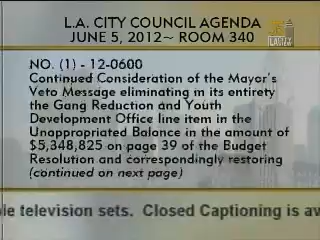 L.A. CITY COUNCIL AGENDA
JUNE 5, 2012~ ROOM 340
NO. (1) - 12-0600
Continued Consideration of the Mayor's
Veto Message eliminating in its entirety
the Gang Reduction and Youth
Development Office line item in the
Unappropriated Balance in the amount of
$5,348,825 on page 39 of the Budget
Resolution and correspondingly restoring
(continued on next page)
le television sets. Closed Captioning is av